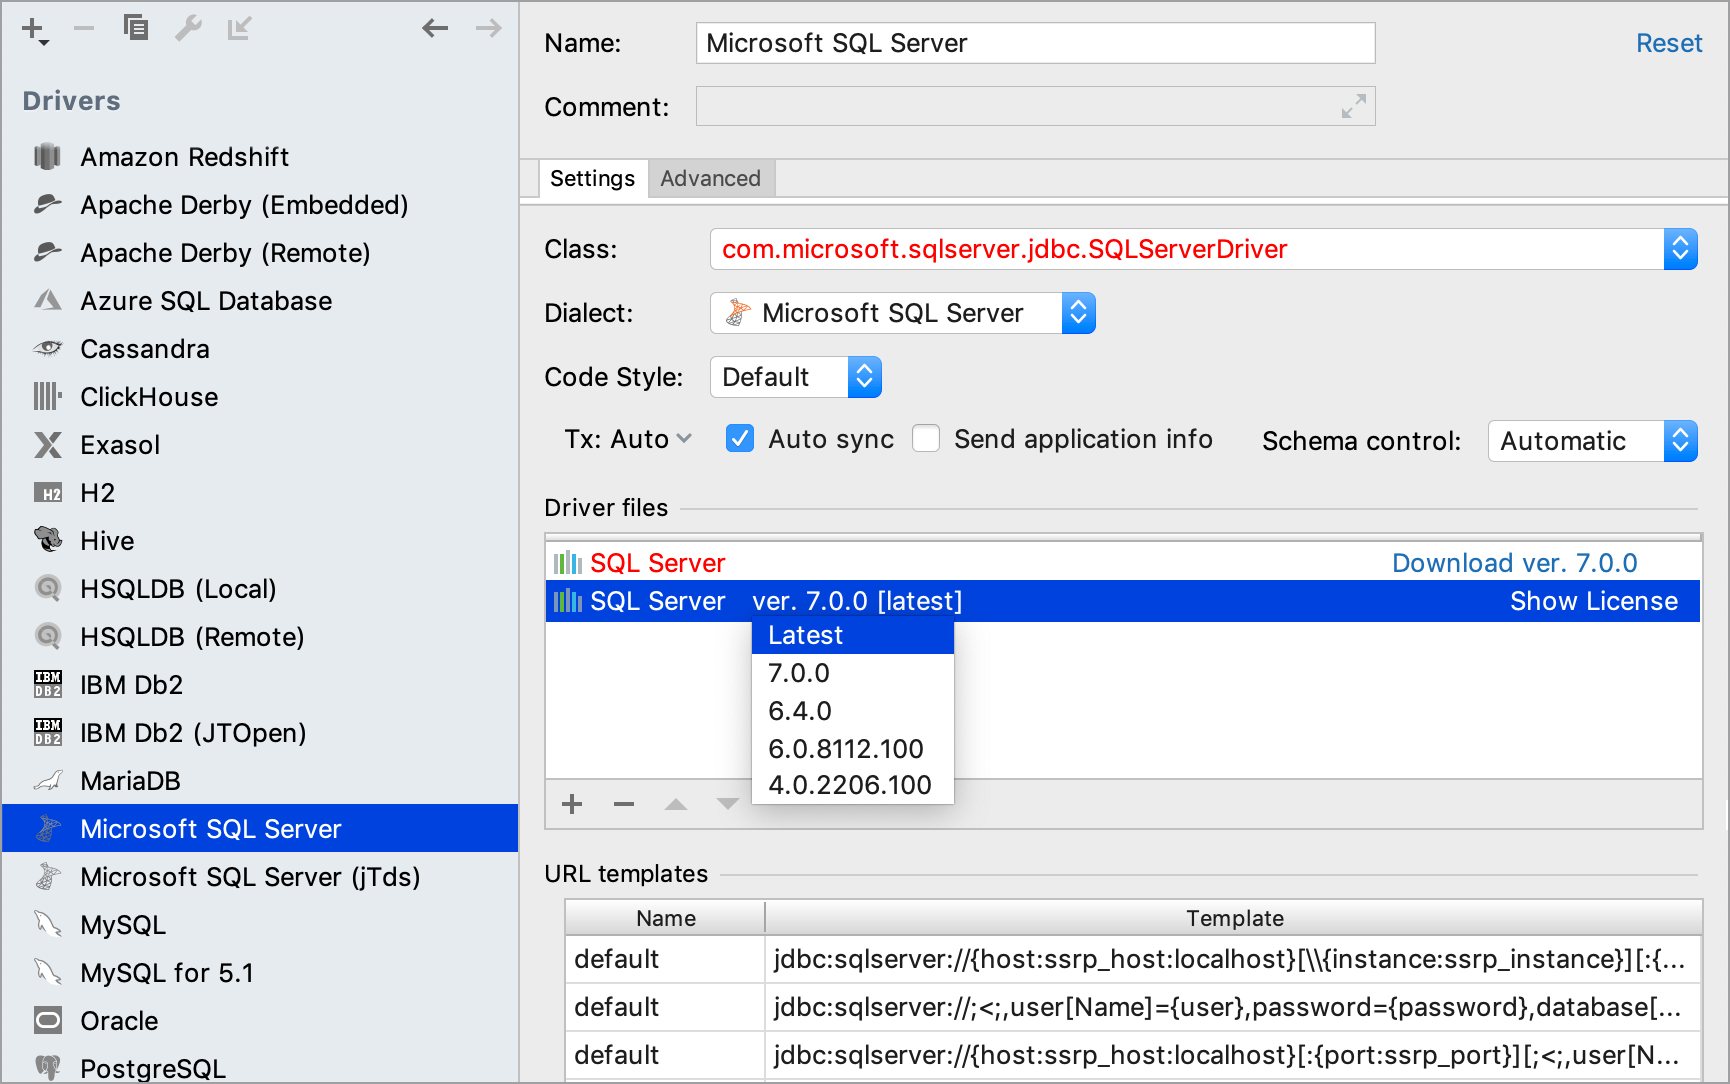 Drivers
Amazon Redshift
Apache Derby (Embedded)
Apache Derby (Remote)
Azure SQL Database
Cassandra
ClickHouse
Exasol
H2 H2
Hive
HSQLDB (Local)
HSQLDB (Remote)
IBM DB2 IBM Db2
IBM DB2 IBM Db2 (JTOpen)
MariaDB
Microsoft SQL Server
Microsoft SQL Server (jTds)
MySQL
MySQL for 5.1
Oracle
PostgreSQL
Name: Microsoft SQL Server Reset
Comment:
Settings Advanced
Class: com.microsoft.sqlserver.jdbc.SQLServerDriver
Dialect: Microsoft SQL Server
Code Style: Default
Tx: Auto Auto sync Send application info Schema control: Automatic
Driver files
SQL Server Download ver. 7.0.0
SQL Server ver. 7.0.0 [latest] Show License
Latest
7.0.0
6.4.0
6.0.8112.100
4.0.2206.100
URL templates
Name Template
default jdbc:sqlserver://{host:ssrp_host:localhost}[\\{instance:ssrp_instance}][:{...
default jdbc:sqlserver://;<;,user[Name]={user},password={password},database[...
default jdbc:sqlserver://{host:ssrp_host:localhost}[:{port:ssrp_port}][;<;,user[N...